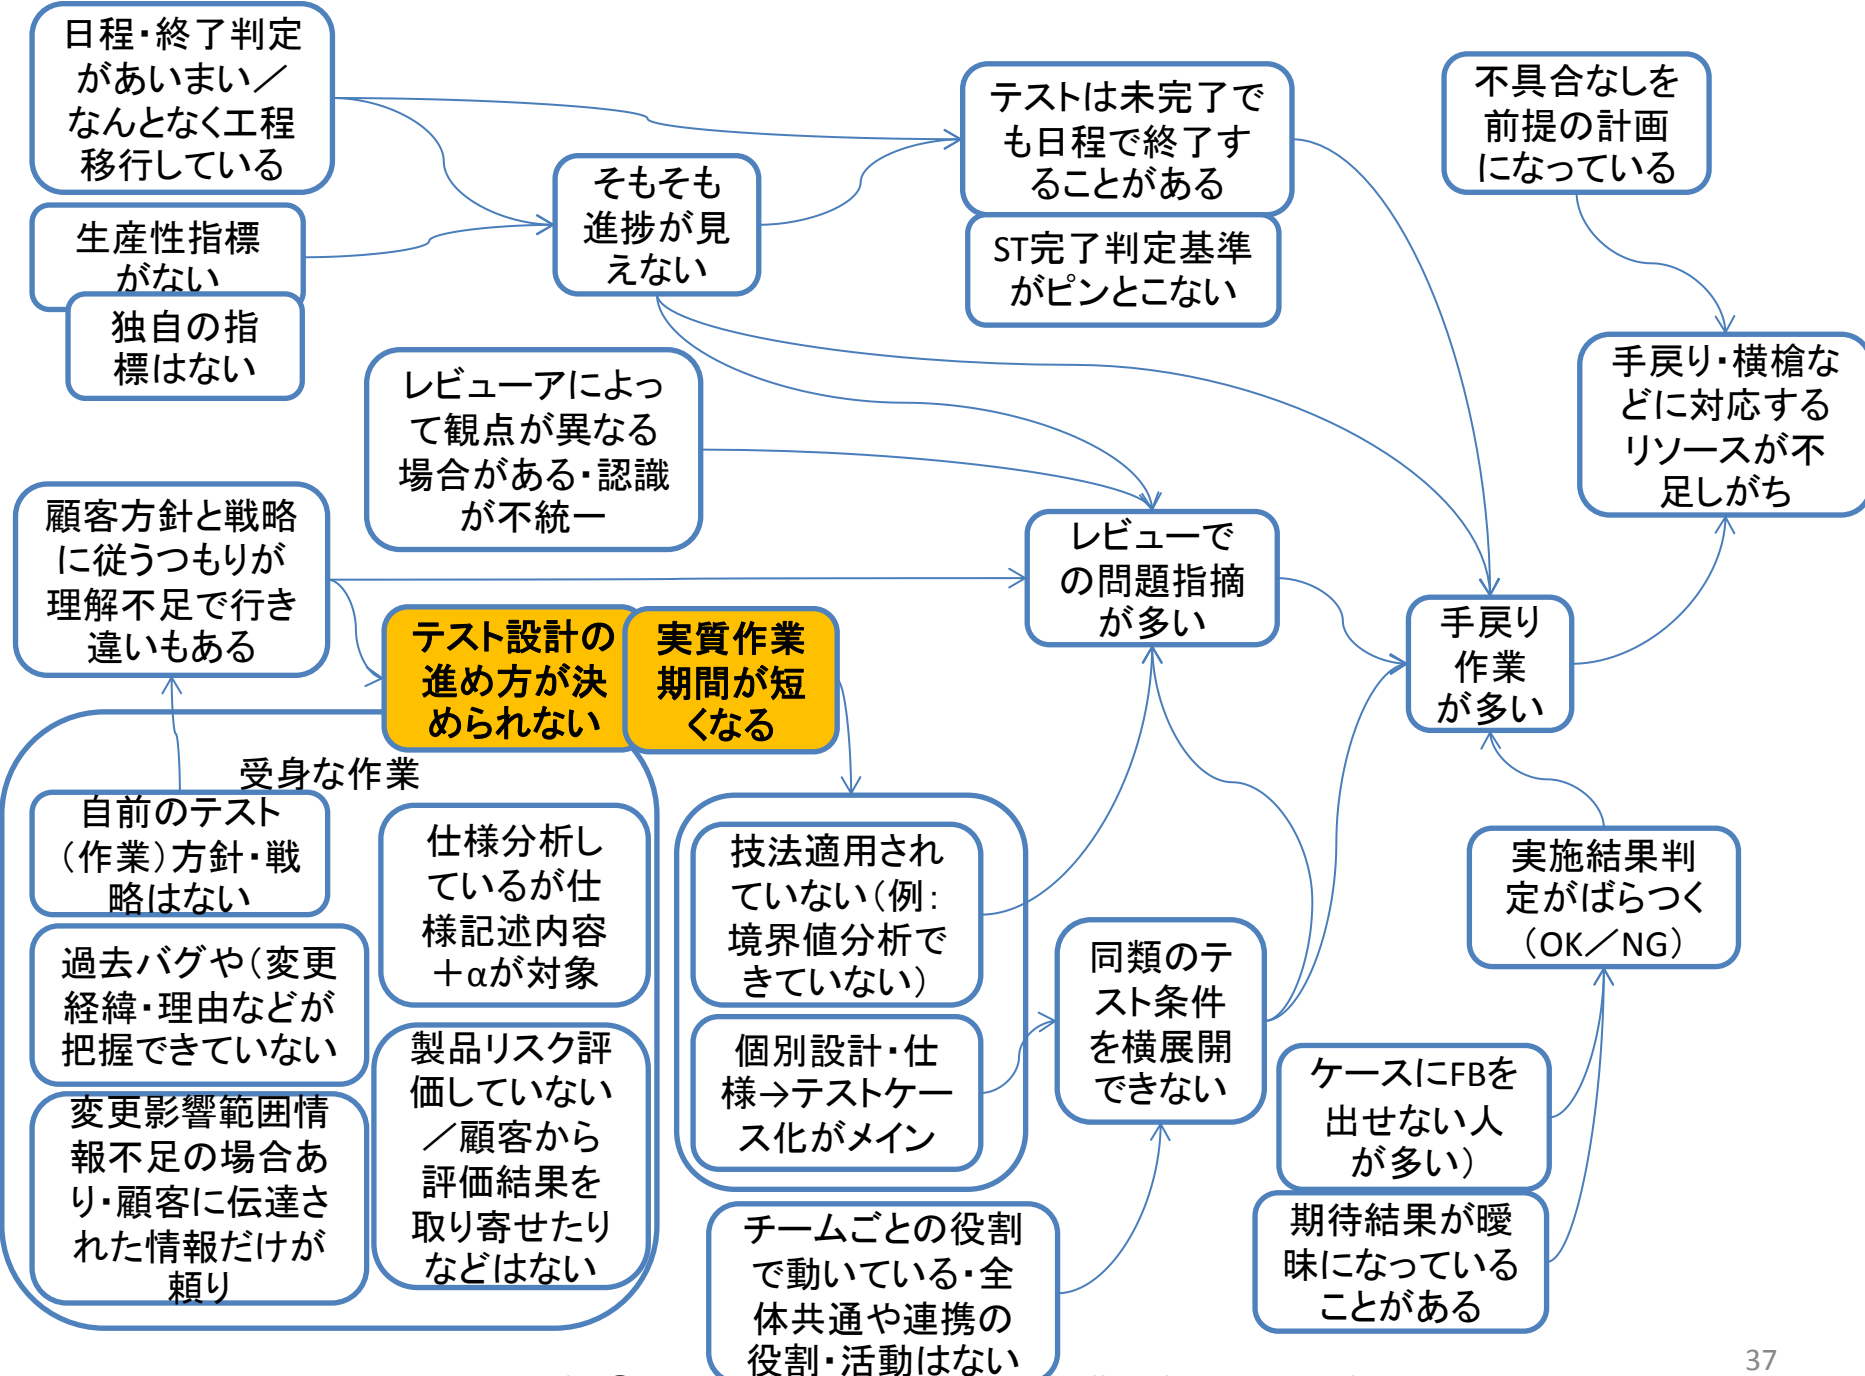 日程・終了判定
があいまい／
なんとなく工程
移行している
生産性指標
がない
独自の指
標はない
そもそも
進捗が見
えない
テストは未完了で
も日程で終了す
ることがある
ST完了判定基準
がピンとこない
不具合なしを
前提の計画
になっている
手戻り・横槍な
どに対応する
リソースが不
足しがち
レビューアによっ
て観点が異なる
場合がある・認識
が不統一
顧客方針と戦略
に従うつもりが
理解不足で行き
違いもある
テスト設計の
進め方が決
められない
実質作業
期間が短
くなる
レビューで
の問題指摘
が多い
手戻り
作業
が多い
受身な作業
自前のテスト
（作業）方針・戦
略はない
過去バグや（変更
経緯・理由などが
把握できていない
変更影響範囲情
報不足の場合あ
り・顧客に伝達さ
れた情報だけが
頼り
仕様分析し
ているが仕
様記述内容
＋αが対象
製品リスク評
価していない
／顧客から
評価結果を
取り寄せたり
などはない
技法適用され
ていない（例：
境界値分析で
きていない）
個別設計・仕
様→テストケー
ス化がメイン
同類のテ
スト条件
を横展開
できない
チームごとの役割
で動いている・全
体共通や連携の
役割・活動はない
実施結果判
定がばらつく
（OK／NG）
ケースにFBを
出せない人
が多い）
期待結果が曖
昧になっている
ことがある
37